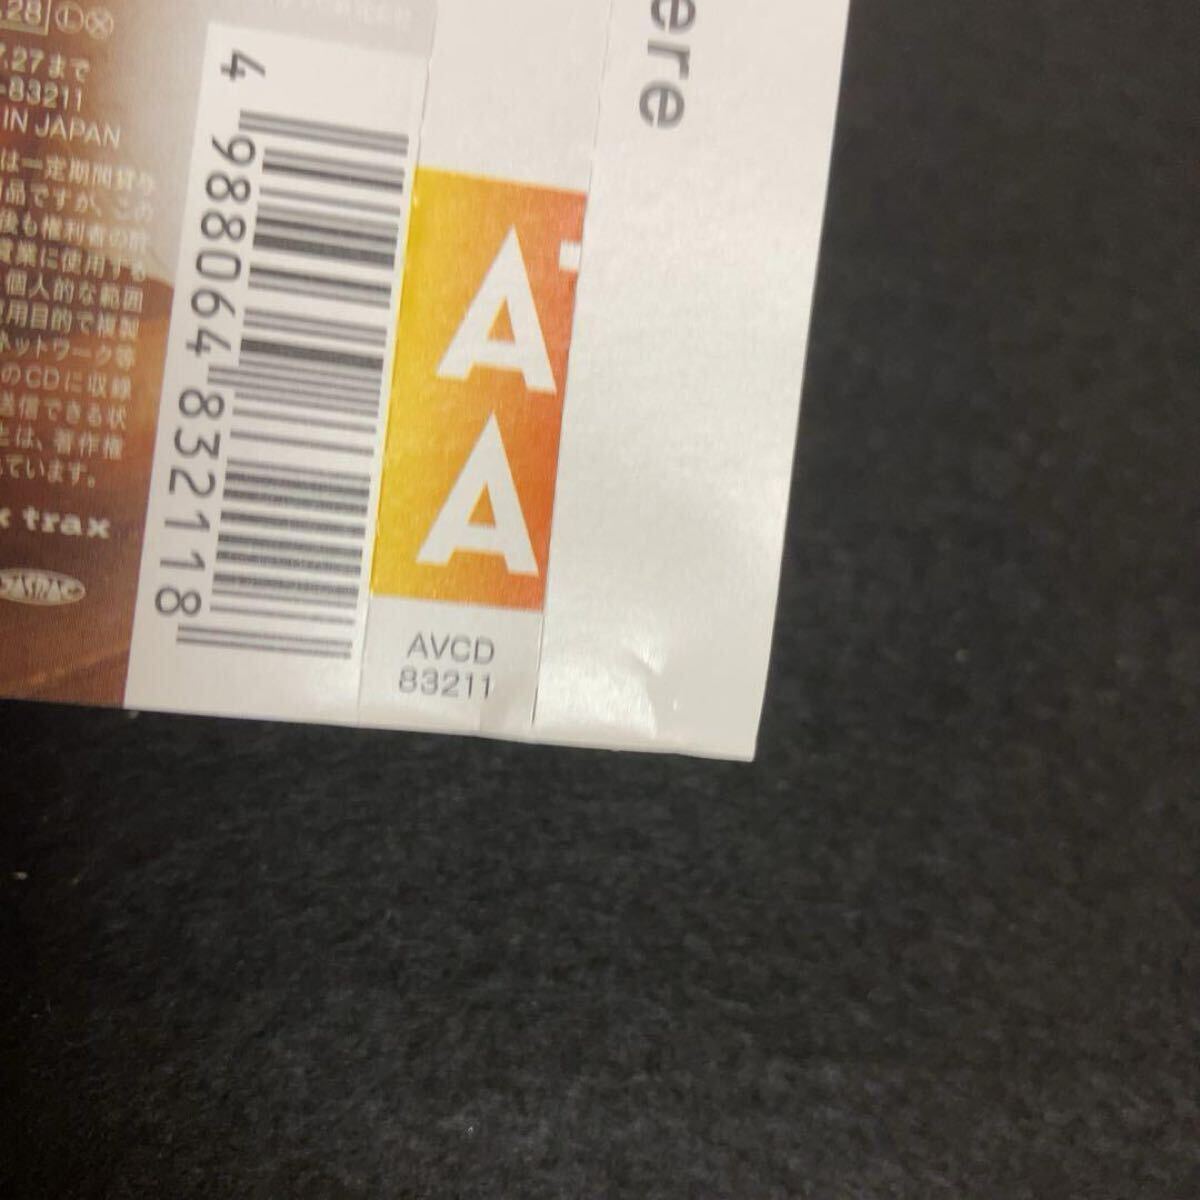 .28 Ⓛ ⓧ
7.27まで
-83211
IN JAPAN
は一定期間貸与
品ですが、この
後も権利者の許
貸業に使用する
個人的な範囲
用目的で複製
ネットワーク等
のCDに収録
送信できる状
とは、著作権
ています。
trax
JASRAC
4 988064 832118
AA
AVCD
83211
ere